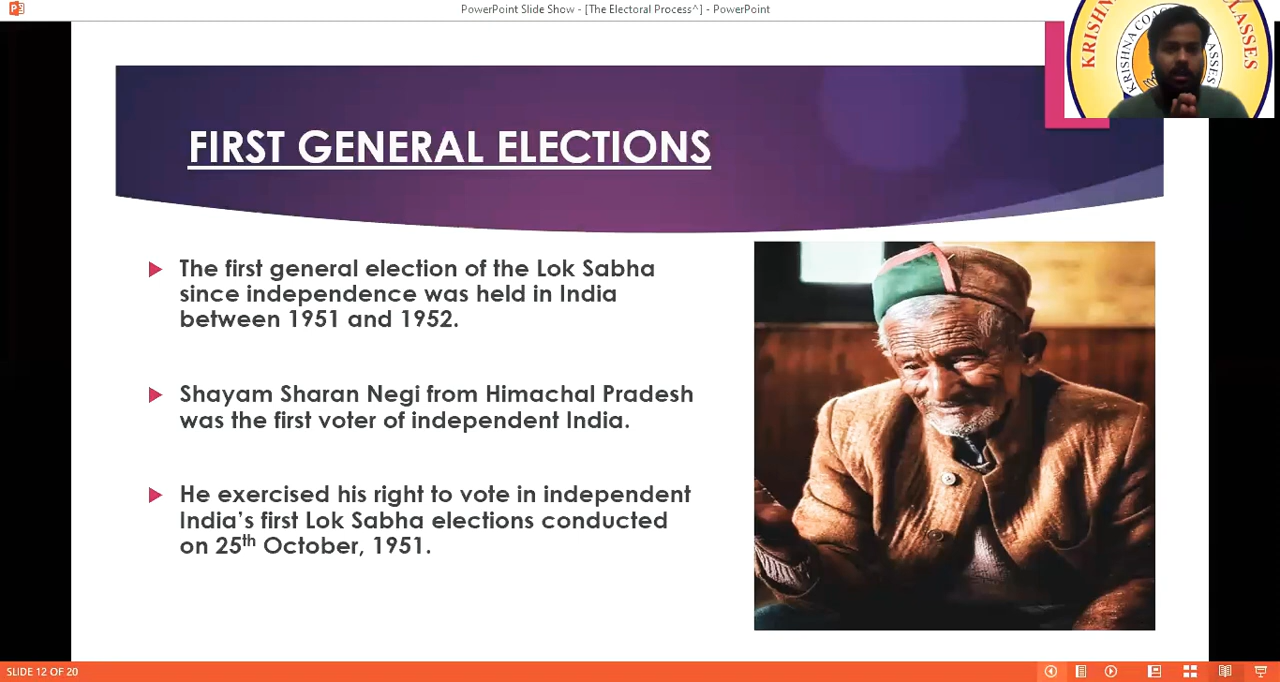 PowerPoint Slide Show - [The Electoral Process^] - PowerPoint
FIRST GENERAL ELECTIONS
The first general election of the Lok Sabha
since independence was held in India
between 1951 and 1952.
Shayam Sharan Negi from Himachal Pradesh
was the first voter of independent India.
He exercised his right to vote in independent
India’s first Lok Sabha elections conducted
on 25th October, 1951.
SLIDE 12 OF 20